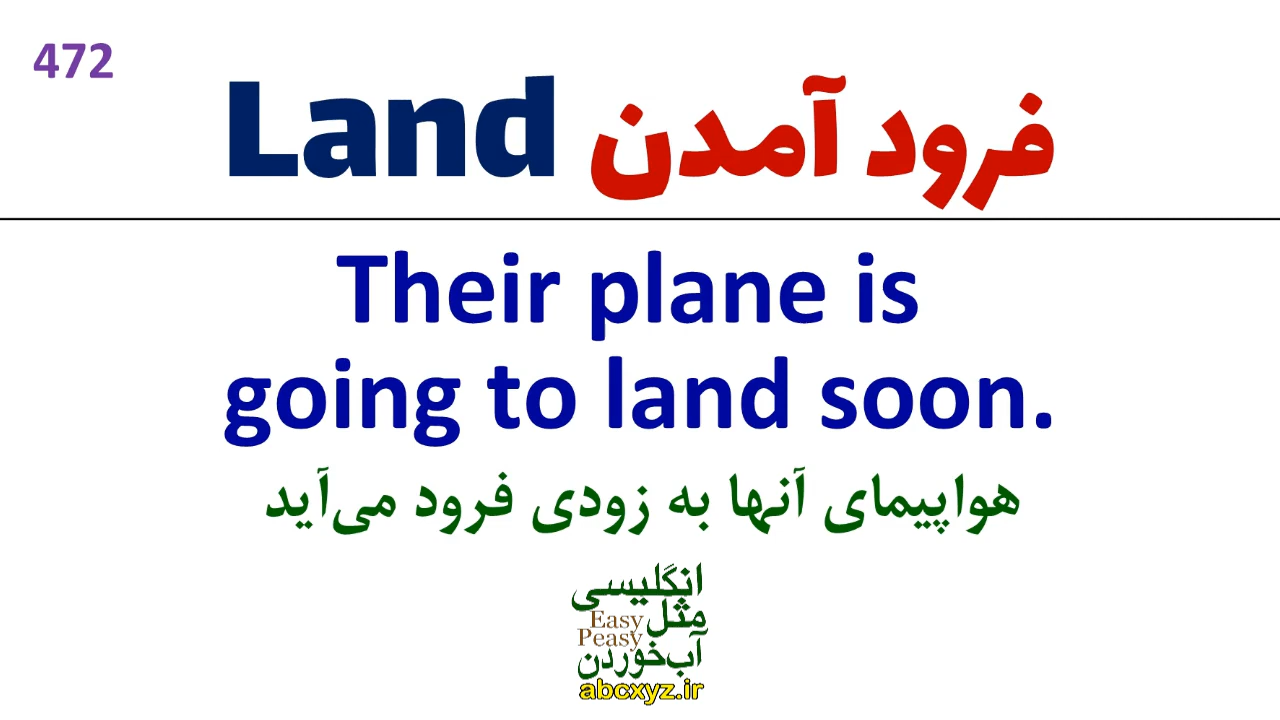 472
Land فرود آمدن
Their plane is
going to land soon.
هواپیمای آنها به زودی فرود می‌آید
انگلیسی
مثل Easy
Peasy
آب‌خوردن
abcxyz.ir